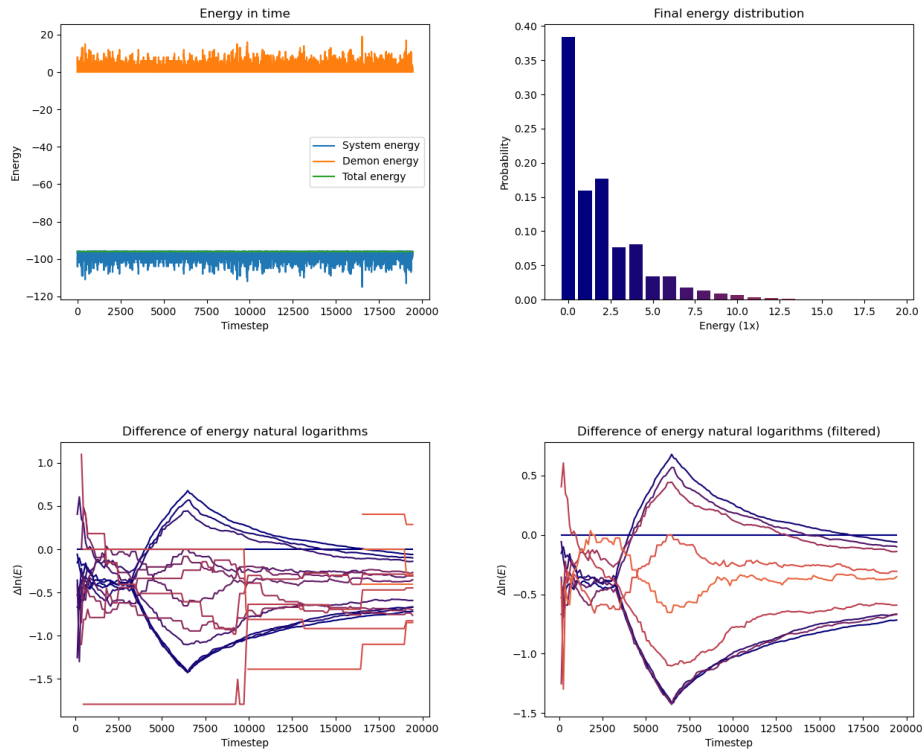 Energy in time
20
0
−20
−40
−60
−80
−100
−120
Energy
System energy
Demon energy
Total energy
0 2500 5000 7500 10000 12500 15000 17500 20000
Timestep
Final energy distribution
0.40
0.35
0.30
0.25
0.20
0.15
0.10
0.05
0.00
Probability
0.0 2.5 5.0 7.5 10.0 12.5 15.0 17.5 20.0
Energy (1x)
Difference of energy natural logarithms
1.0
0.5
0.0
−0.5
−1.0
−1.5
Δln(E)
0 2500 5000 7500 10000 12500 15000 17500 20000
Timestep
Difference of energy natural logarithms (filtered)
0.5
0.0
−0.5
−1.0
−1.5
Δln(E)
0 2500 5000 7500 10000 12500 15000 17500 20000
Timestep